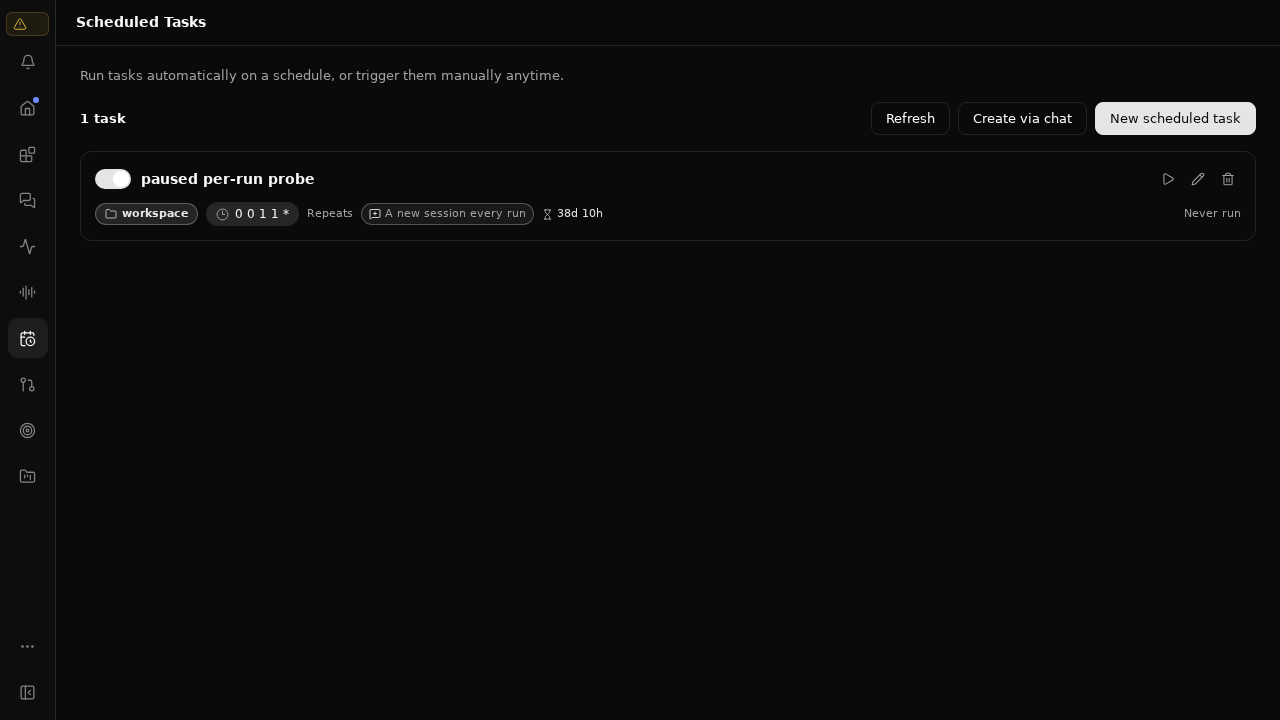 Scheduled Tasks
Run tasks automatically on a schedule, or trigger them manually anytime.
1 task
Refresh
Create via chat
New scheduled task
paused per-run probe
workspace
0 0 1 1 *
Repeats
A new session every run
38d 10h
Never run